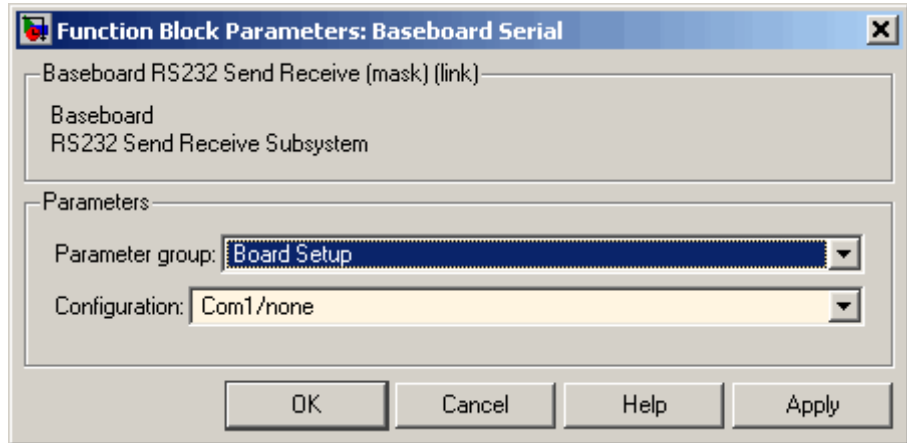 Function Block Parameters: Baseboard Serial
Baseboard RS232 Send Receive (mask) (link)
Baseboard
RS232 Send Receive Subsystem
Parameters
Parameter group: Board Setup
Configuration: Com1/none
OK Cancel Help Apply